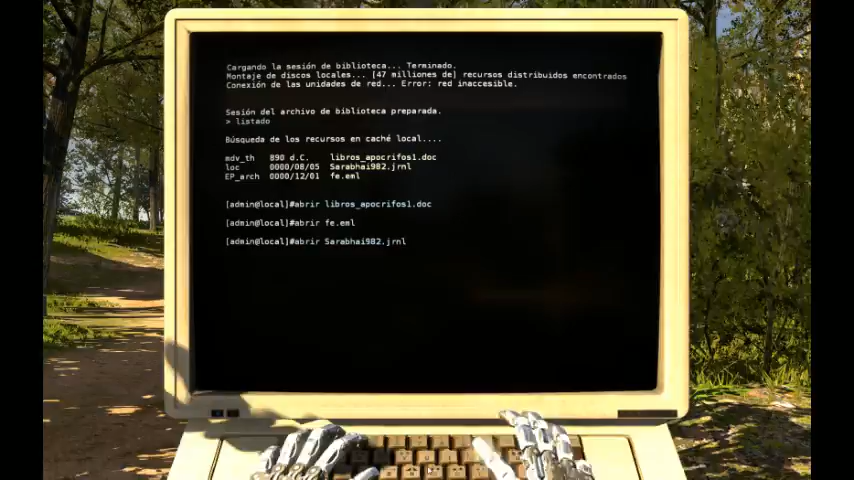 Cargando la sesión de biblioteca... Terminado.
Montaje de discos locales... [47 milliones de] recursos distribuidos encontrados
Conexión de las unidades de red... Error: red inaccesible.
Sesión del archivo de biblioteca preparada.
> listado
Búsqueda de los recursos en caché local....
mdv_th 890 d.C. libros_apocrifos1.doc
loc 0000/08/05 Sarabhai982.jrnl
EP_arch 0000/12/01 fe.eml
[admin@local]#abrir libros_apocrifos1.doc
[admin@local]#abrir fe.eml
[admin@local]#abrir Sarabhai982.jrnl